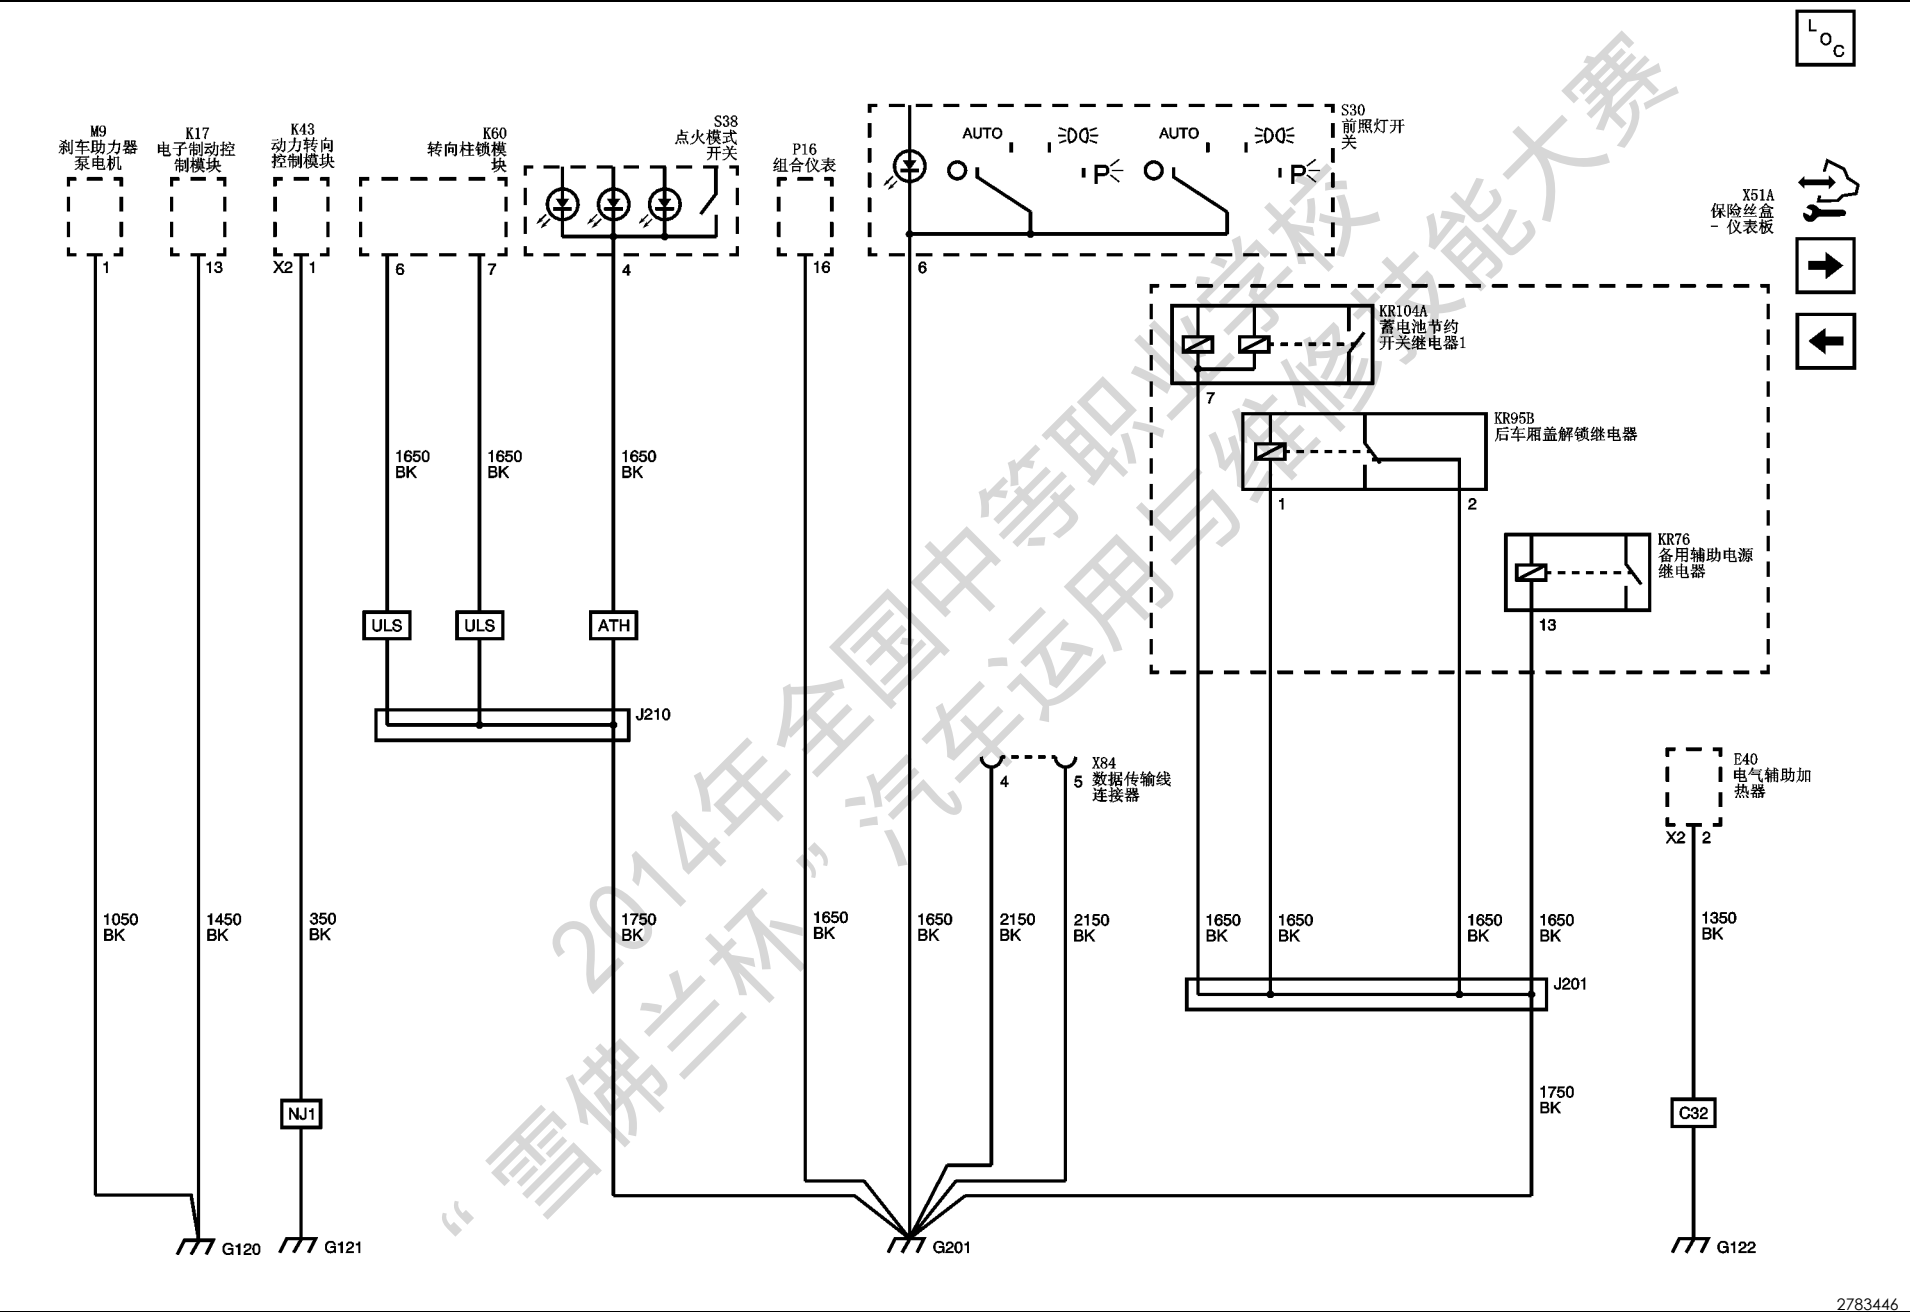 L
O
C
M9
刹车助力器
泵电机
K17
电子制动控
制模块
K43
动力转向
控制模块
K60
转向柱锁模
块
S38
点火模式
开关
P16
组合仪表
AUTO
AUTO
P
P
S30
前照灯开
关
X51A
保险丝盒
- 仪表板
1
13
X2 1
6
7
4
16
6
KR104A
蓄电池节约
开关继电器1
7
KR95B
后车厢盖解锁继电器
1
2
KR76
备用辅助电源
继电器
13
1650
BK
1650
BK
1650
BK
ULS
ULS
ATH
J210
4
5
X84
数据传输线
连接器
E40
电气辅助加
热器
X2 2
1050
BK
1450
BK
350
BK
1750
BK
1650
BK
1650
BK
2150
BK
2150
BK
1650
BK
1650
BK
1650
BK
1650
BK
1350
BK
J201
1750
BK
NJ1
C32
G120
G121
G201
G122
2014年全国中等职业学校
“雪佛兰杯”汽车运用与维修技能大赛
2783446